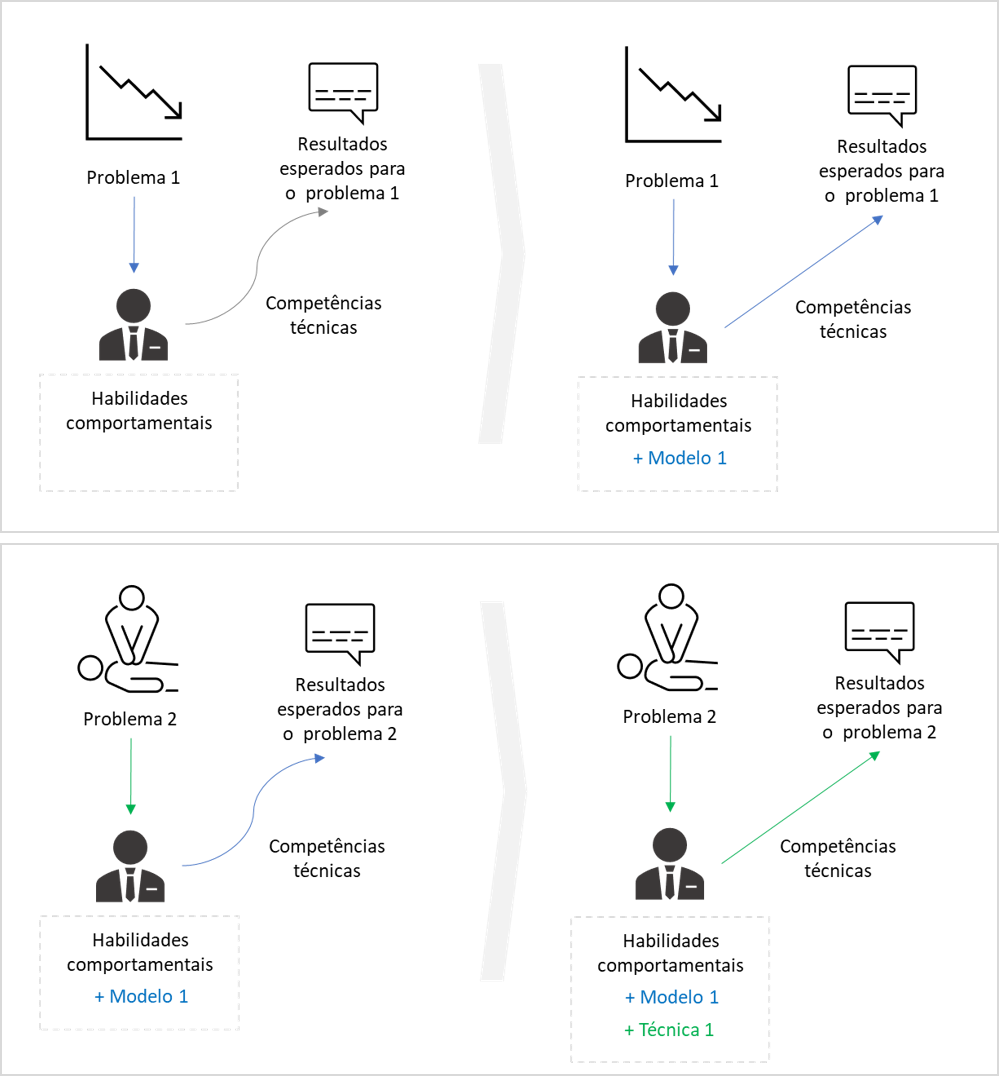 Problema 1
Resultados
esperados para
o problema 1
Competências
técnicas
Habilidades
comportamentais
Problema 1
Resultados
esperados para
o problema 1
Competências
técnicas
Habilidades
comportamentais
+ Modelo 1
Problema 2
Resultados
esperados para
o problema 2
Competências
técnicas
Habilidades
comportamentais
+ Modelo 1
Problema 2
Resultados
esperados para
o problema 2
Competências
técnicas
Habilidades
comportamentais
+ Modelo 1
+ Técnica 1